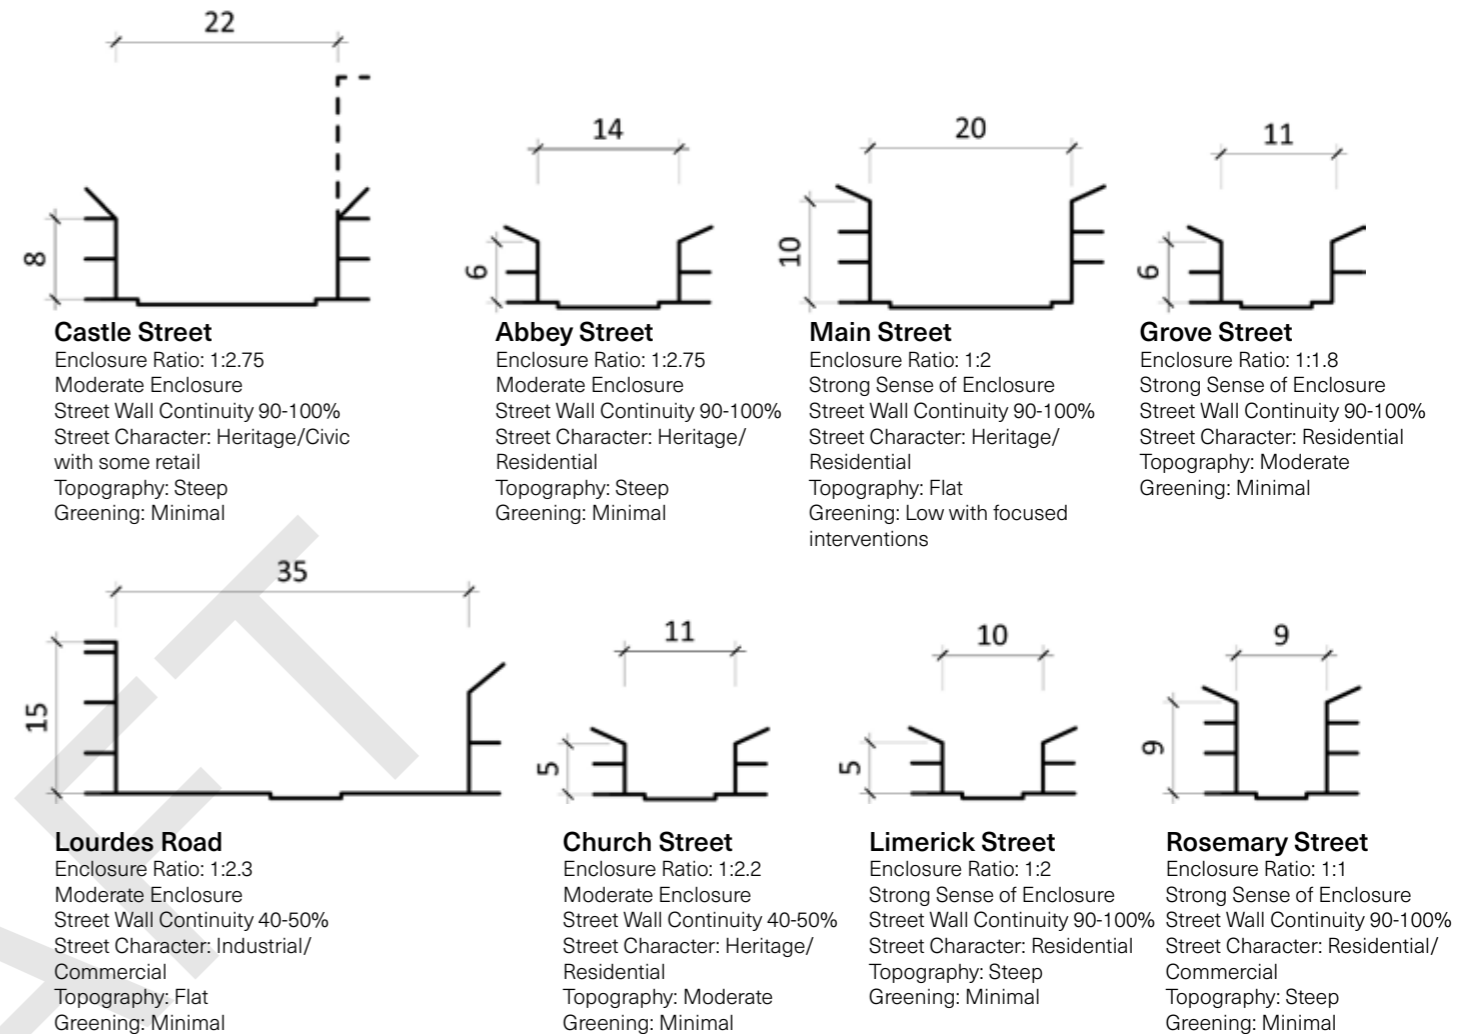 22
8
Castle Street
Enclosure Ratio: 1:2.75
Moderate Enclosure
Street Wall Continuity 90-100%
Street Character: Heritage/Civic
with some retail
Topography: Steep
Greening: Minimal
14
6
Abbey Street
Enclosure Ratio: 1:2.75
Moderate Enclosure
Street Wall Continuity 90-100%
Street Character: Heritage/
Residential
Topography: Steep
Greening: Minimal
20
10
Main Street
Enclosure Ratio: 1:2
Strong Sense of Enclosure
Street Wall Continuity 90-100%
Street Character: Heritage/
Residential
Topography: Flat
Greening: Low with focused
interventions
11
6
Grove Street
Enclosure Ratio: 1:1.8
Strong Sense of Enclosure
Street Wall Continuity 90-100%
Street Character: Residential
Topography: Moderate
Greening: Minimal
35
15
Lourdes Road
Enclosure Ratio: 1:2.3
Moderate Enclosure
Street Wall Continuity 40-50%
Street Character: Industrial/
Commercial
Topography: Flat
Greening: Minimal
11
5
Church Street
Enclosure Ratio: 1:2.2
Moderate Enclosure
Street Wall Continuity 40-50%
Street Character: Heritage/
Residential
Topography: Moderate
Greening: Minimal
10
5
Limerick Street
Enclosure Ratio: 1:2
Strong Sense of Enclosure
Street Wall Continuity 90-100%
Street Character: Residential
Topography: Steep
Greening: Minimal
9
9
Rosemary Street
Enclosure Ratio: 1:1
Strong Sense of Enclosure
Street Wall Continuity 90-100%
Street Character: Residential/
Commercial
Topography: Steep
Greening: Minimal
AFT